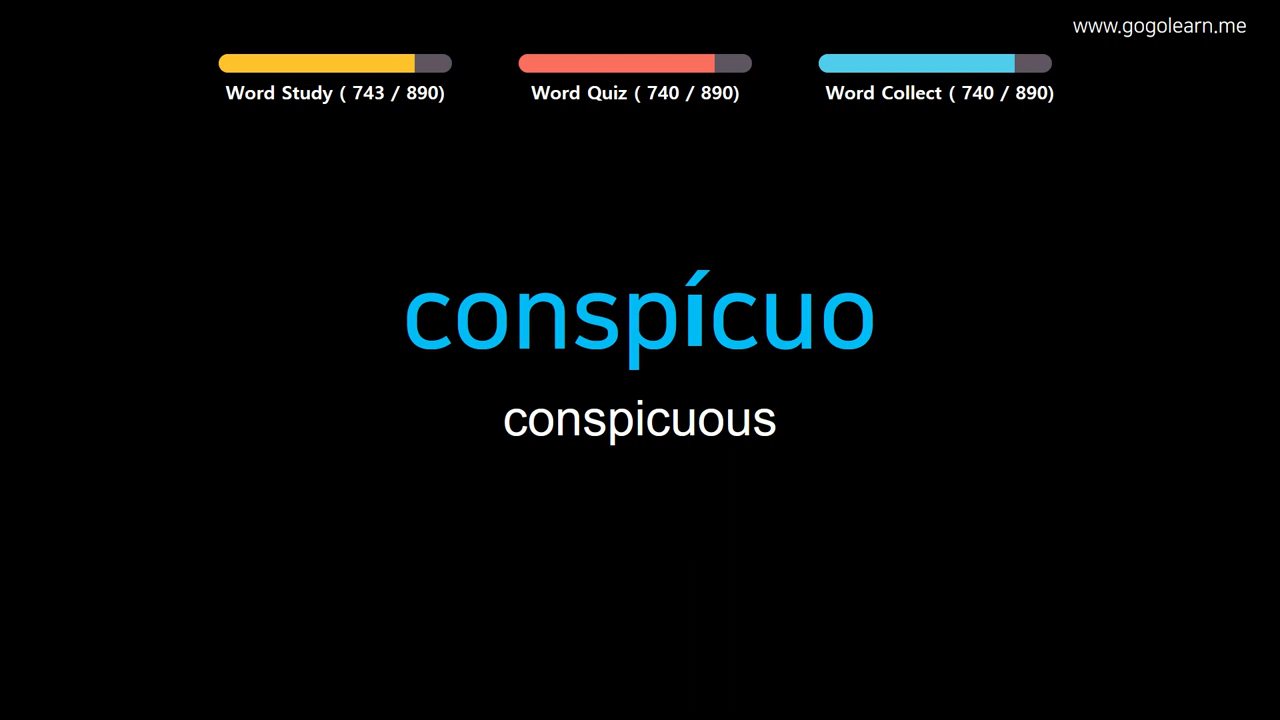 www.gogolearn.me
Word Study ( 743 / 890)
Word Quiz ( 740 / 890)
Word Collect ( 740 / 890)
conspícuo
conspicuous